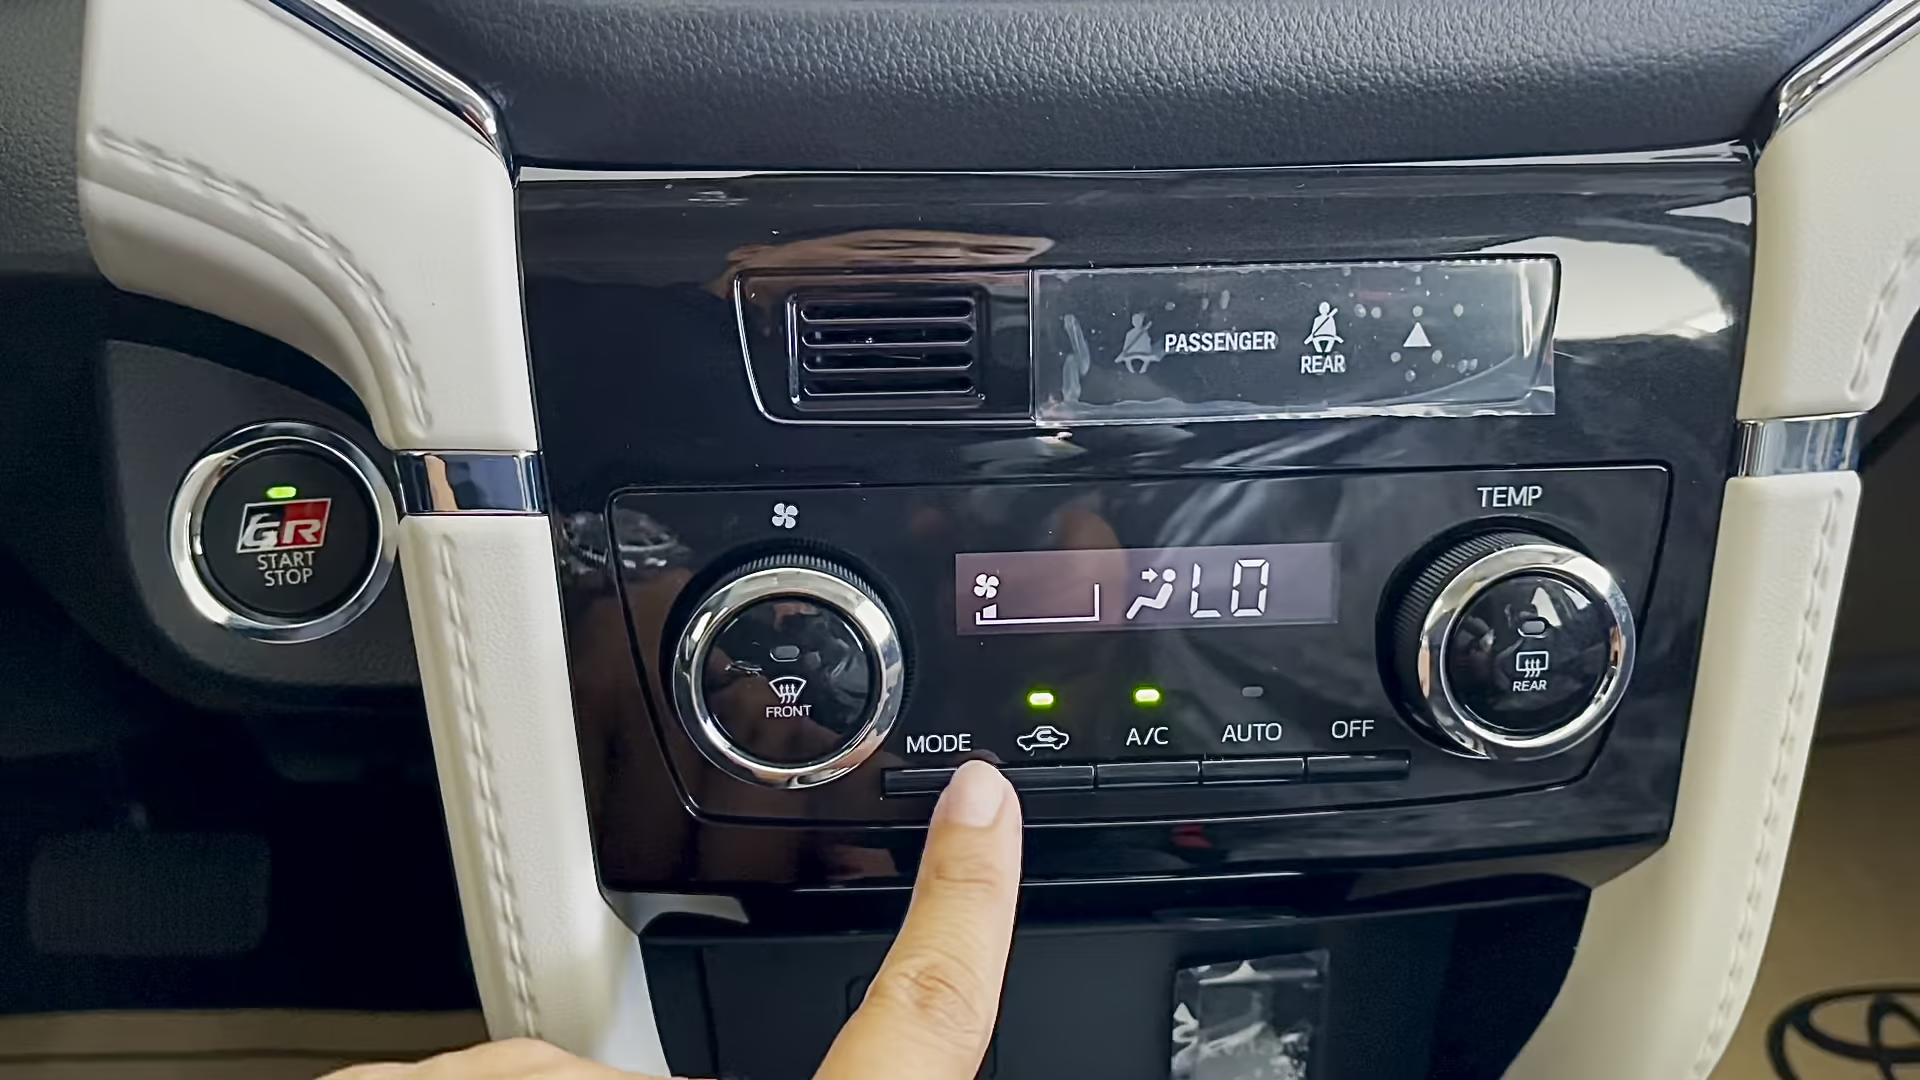 PASSENGER
REAR
TEMP
GR
START
STOP
LO
FRONT
REAR
MODE
A/C
AUTO
OFF